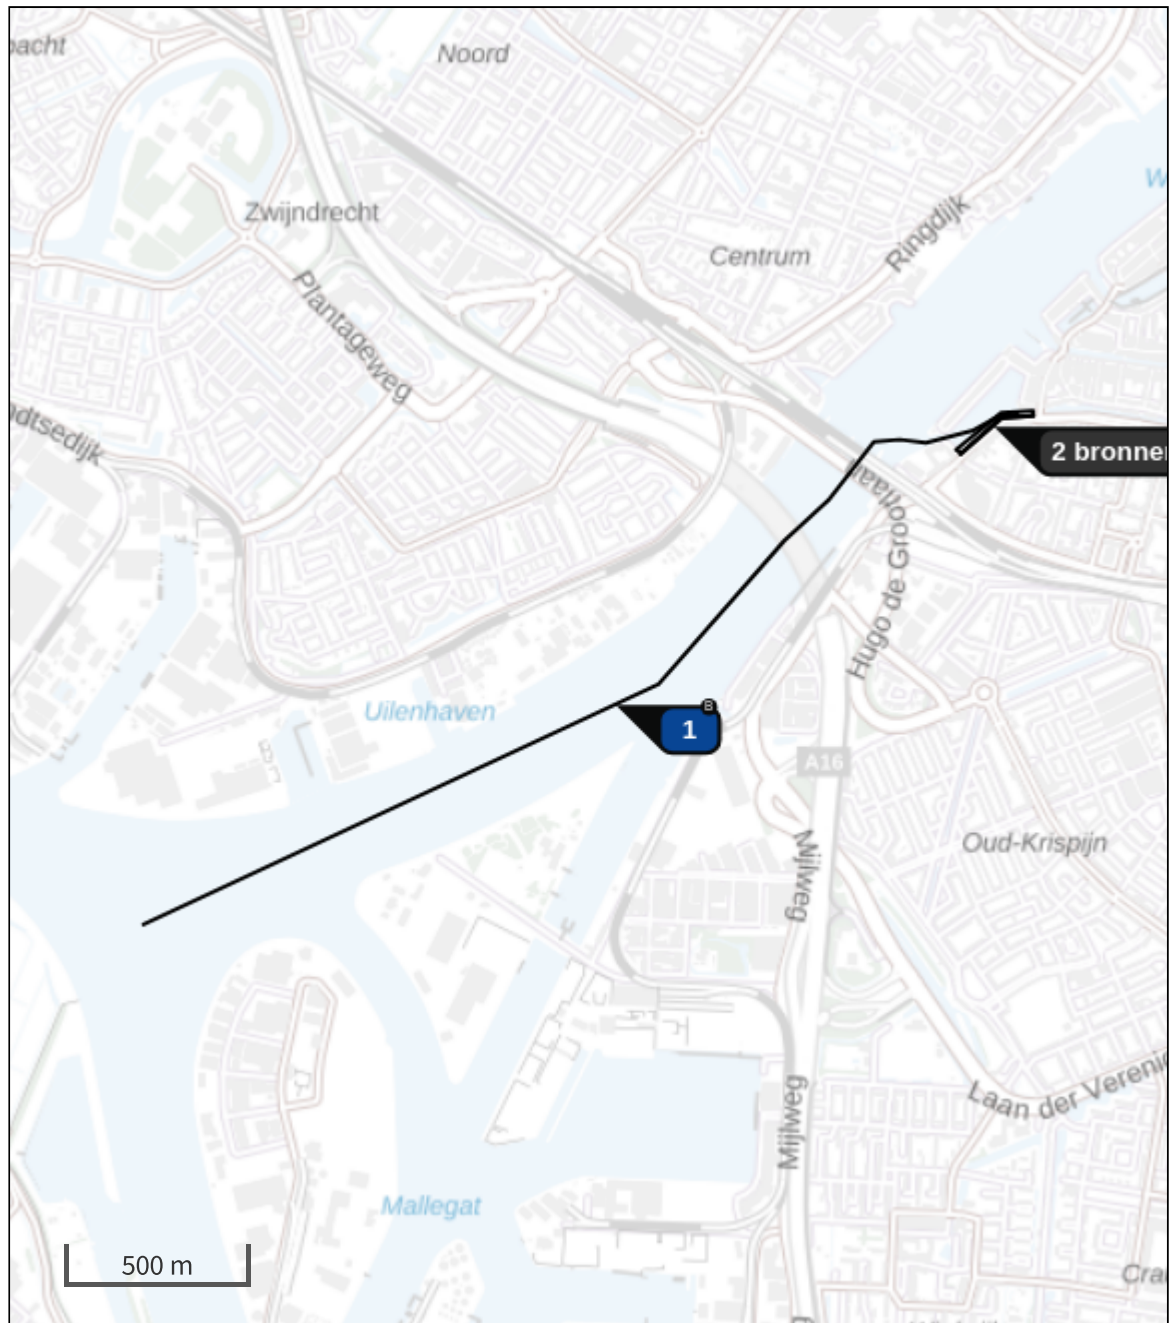 Noord
Zwijndrecht
Ringdijk
Centrum
Plantageweg
2 bronne
Hugo de Grootlaan
Uilenhaven
1
B
A16
Mijlweg
Oud-Krispijn
Laan der Vereni
Mijlweg
Mallegat
500 m